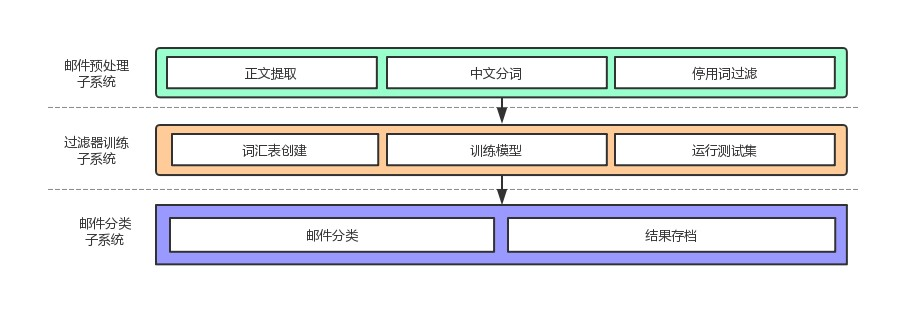 邮件预处理
子系统
正文提取
中文分词
停用词过滤
过滤器训练
子系统
词汇表创建
训练模型
运行测试集
邮件分类
子系统
邮件分类
结果存档